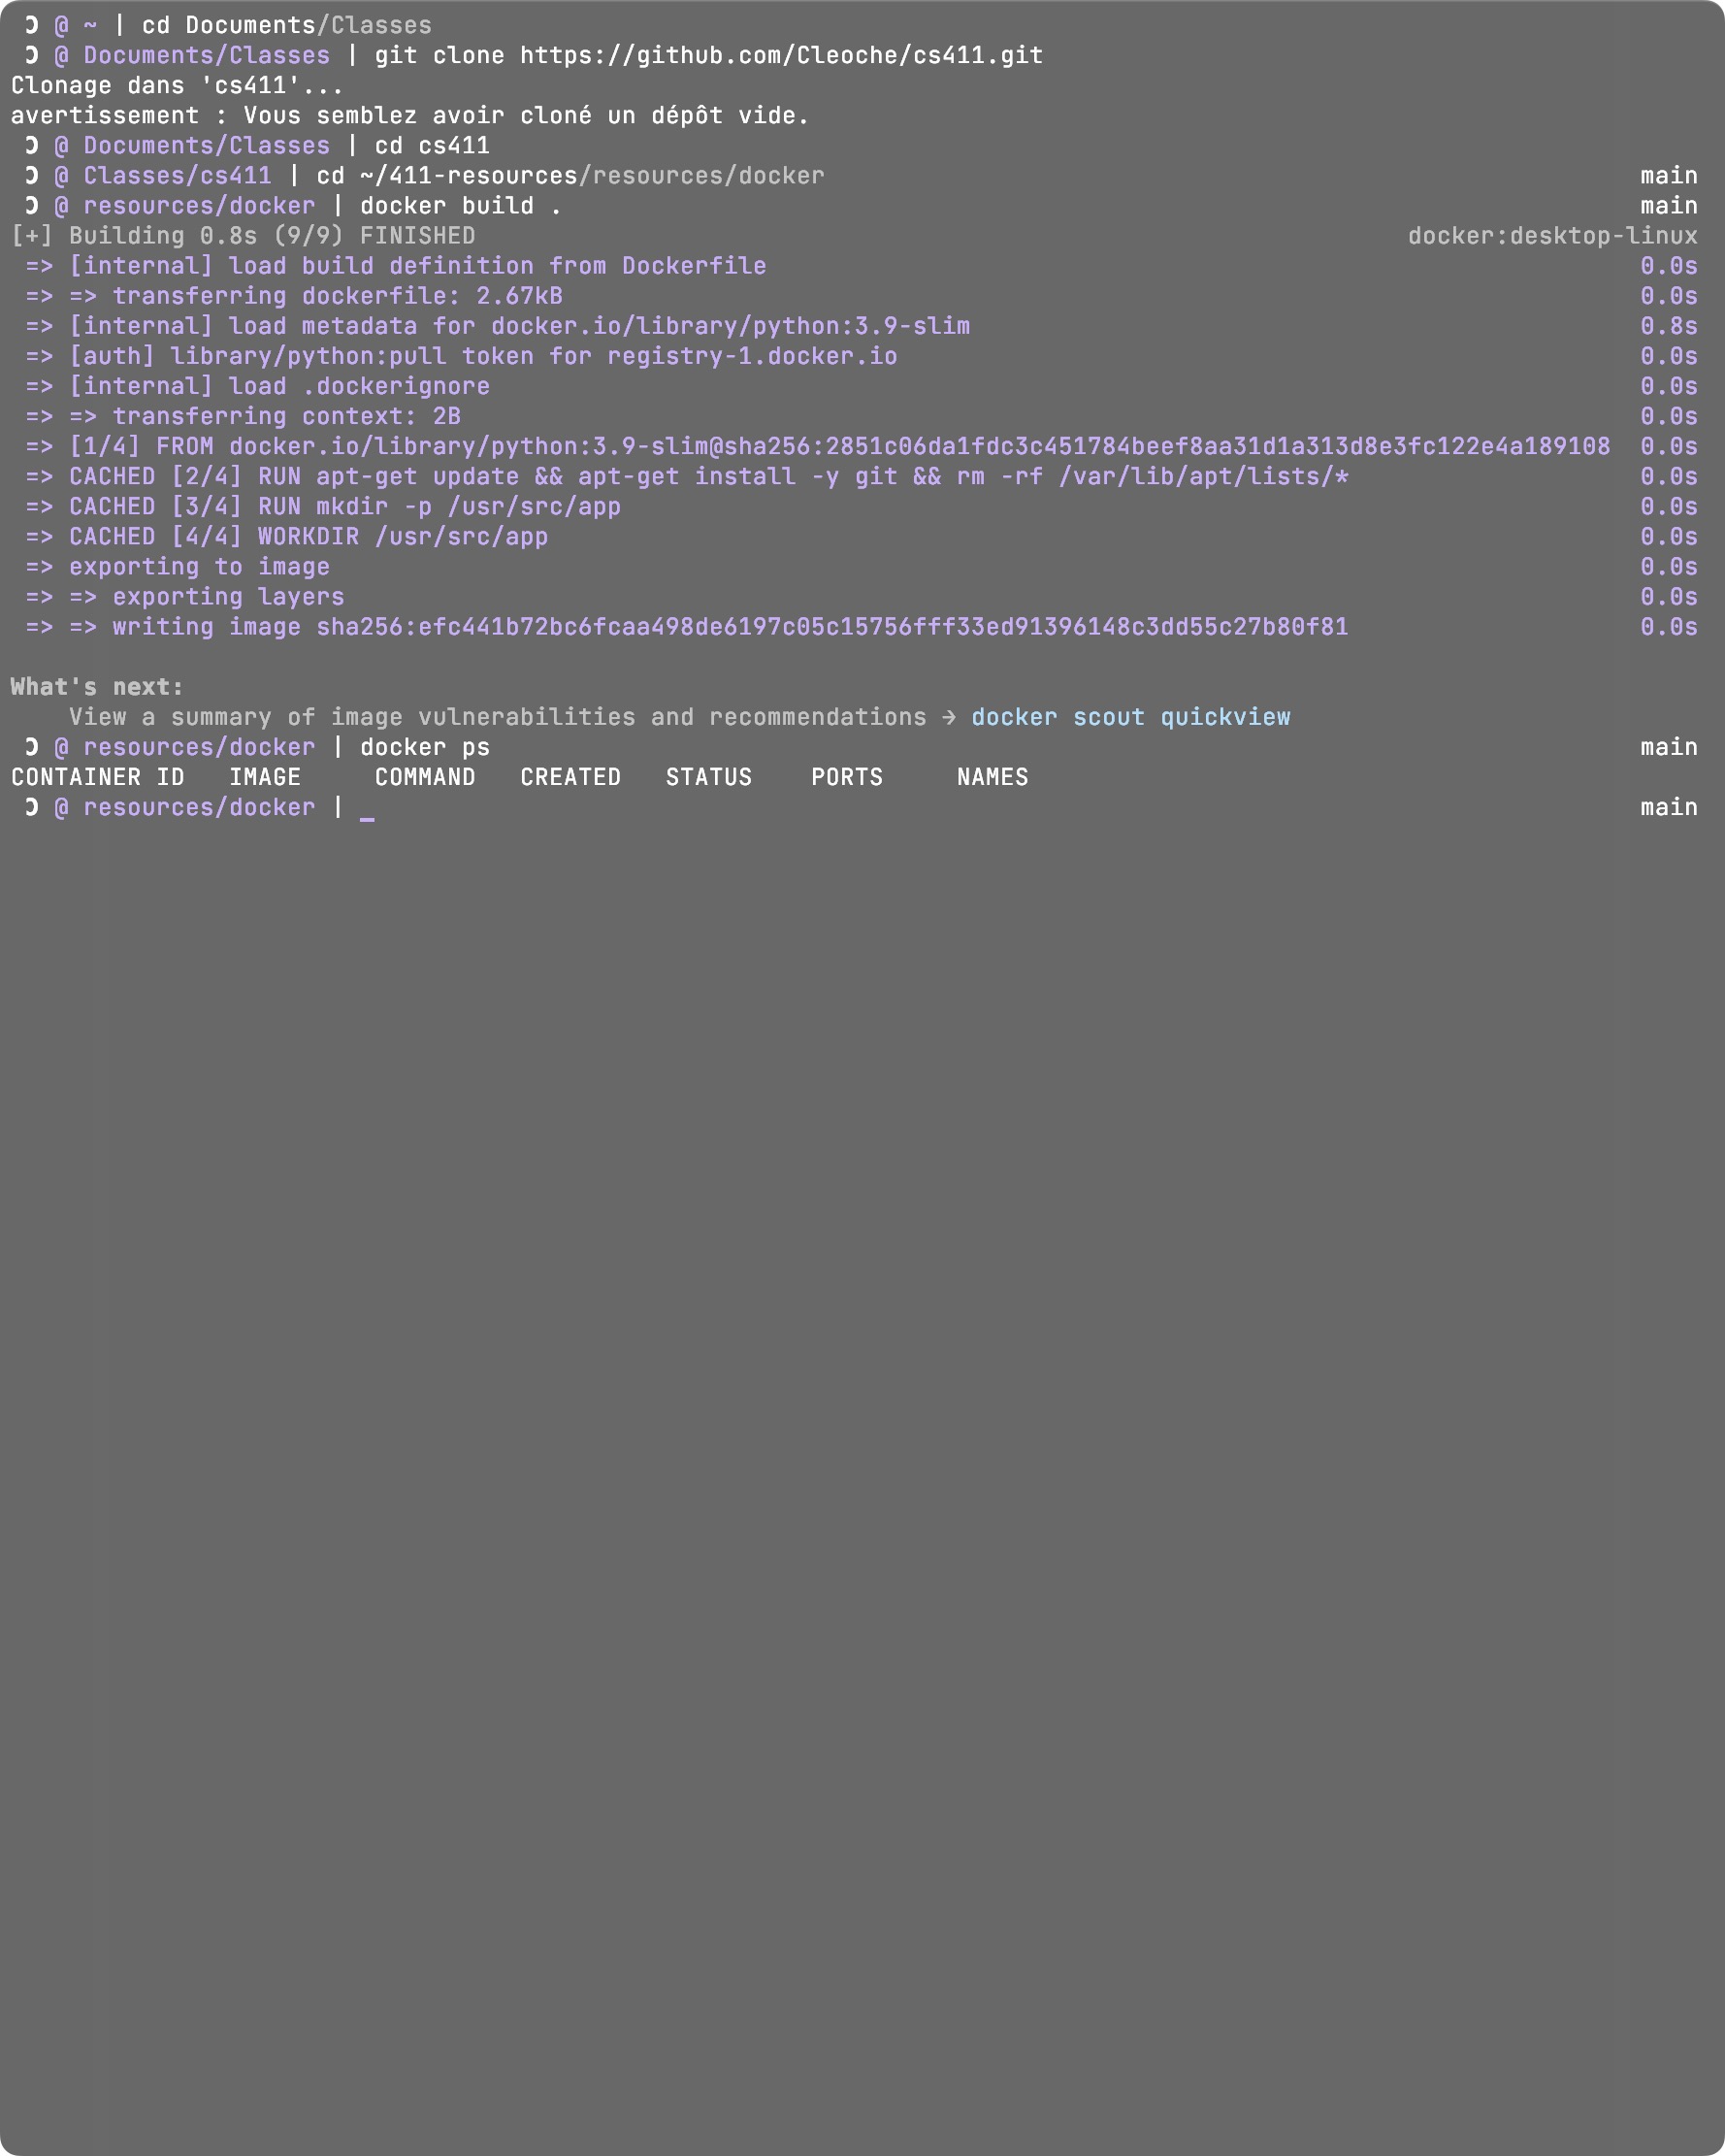 Ɔ @ ~ | cd Documents/Classes
Ɔ @ Documents/Classes | git clone https://github.com/Cleoche/cs411.git
Clonage dans 'cs411'...
avertissement : Vous semblez avoir cloné un dépôt vide.
Ɔ @ Documents/Classes | cd cs411
Ɔ @ Classes/cs411 | cd ~/411-resources/resources/docker main
Ɔ @ resources/docker | docker build . main
[+] Building 0.8s (9/9) FINISHED docker:desktop-linux
=> [internal] load build definition from Dockerfile 0.0s
=> => transferring dockerfile: 2.67kB 0.0s
=> [internal] load metadata for docker.io/library/python:3.9-slim 0.8s
=> [auth] library/python:pull token for registry-1.docker.io 0.0s
=> [internal] load .dockerignore 0.0s
=> => transferring context: 2B 0.0s
=> [1/4] FROM docker.io/library/python:3.9-slim@sha256:2851c06da1fdc3c451784beef8aa31d1a313d8e3fc122e4a189108 0.0s
=> CACHED [2/4] RUN apt-get update && apt-get install -y git && rm -rf /var/lib/apt/lists/* 0.0s
=> CACHED [3/4] RUN mkdir -p /usr/src/app 0.0s
=> CACHED [4/4] WORKDIR /usr/src/app 0.0s
=> exporting to image 0.0s
=> => exporting layers 0.0s
=> => writing image sha256:efc441b72bc6fcaa498de6197c05c15756fff33ed91396148c3dd55c27b80f81 0.0s
What's next:
View a summary of image vulnerabilities and recommendations → docker scout quickview
Ɔ @ resources/docker | docker ps main
CONTAINER ID IMAGE COMMAND CREATED STATUS PORTS NAMES
Ɔ @ resources/docker | _ main